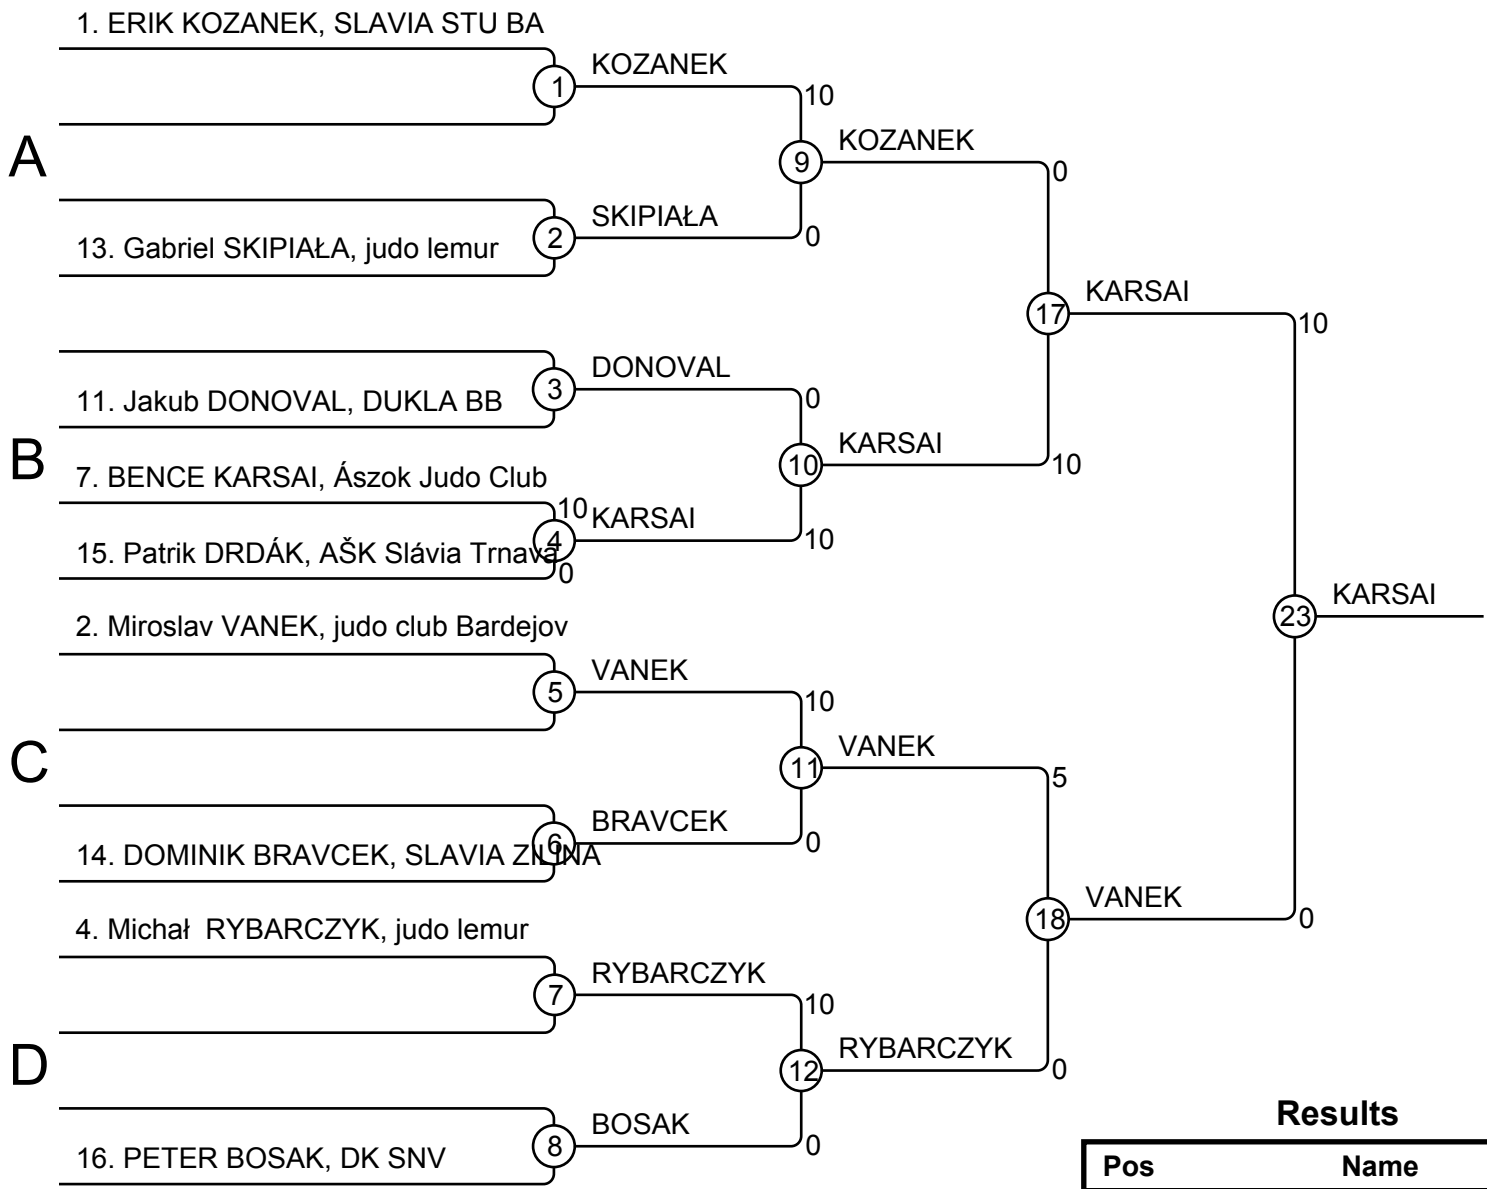 1. ERIK KOZANEK, SLAVIA STU BA
1
KOZANEK
10
A
9
KOZANEK
0
13. Gabriel SKIPIAŁA, judo lemur
2
SKIPIAŁA
0
17
KARSAI
10
11. Jakub DONOVAL, DUKLA BB
3
DONOVAL
0
B
10
KARSAI
10
7. BENCE KARSAI, Ászok Judo Club
10
4
KARSAI
10
15. Patrik DRDÁK, AŠK Slávia Trnava
0
23
KARSAI
2. Miroslav VANEK, judo club Bardejov
5
VANEK
10
C
11
VANEK
5
14. DOMINIK BRAVCEK, SLAVIA ZILINA
6
BRAVCEK
0
18
VANEK
0
4. Michał  RYBARCZYK, judo lemur
7
RYBARCZYK
10
D
12
RYBARCZYK
0
16. PETER BOSAK, DK SNV
8
BOSAK
0
Results
Pos Name